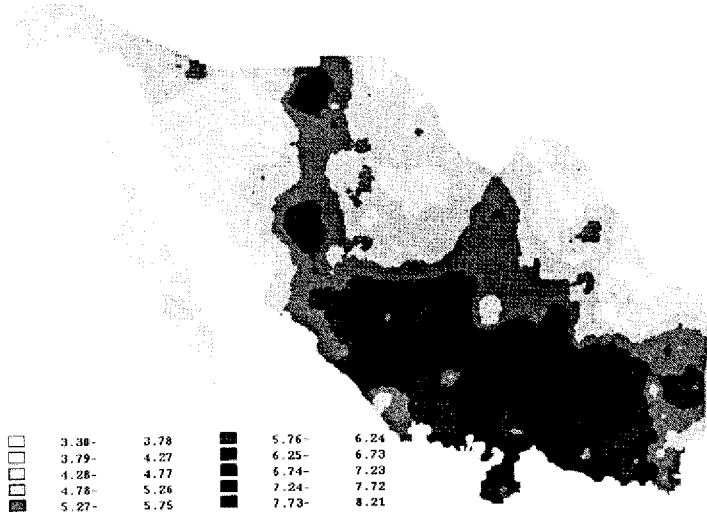 3.30- 3.78 5.76- 6.24
3.79- 4.27 6.25- 6.73
4.28- 4.77 6.74- 7.23
4.78- 5.26 7.24- 7.72
5.27- 5.75 7.73- 8.21